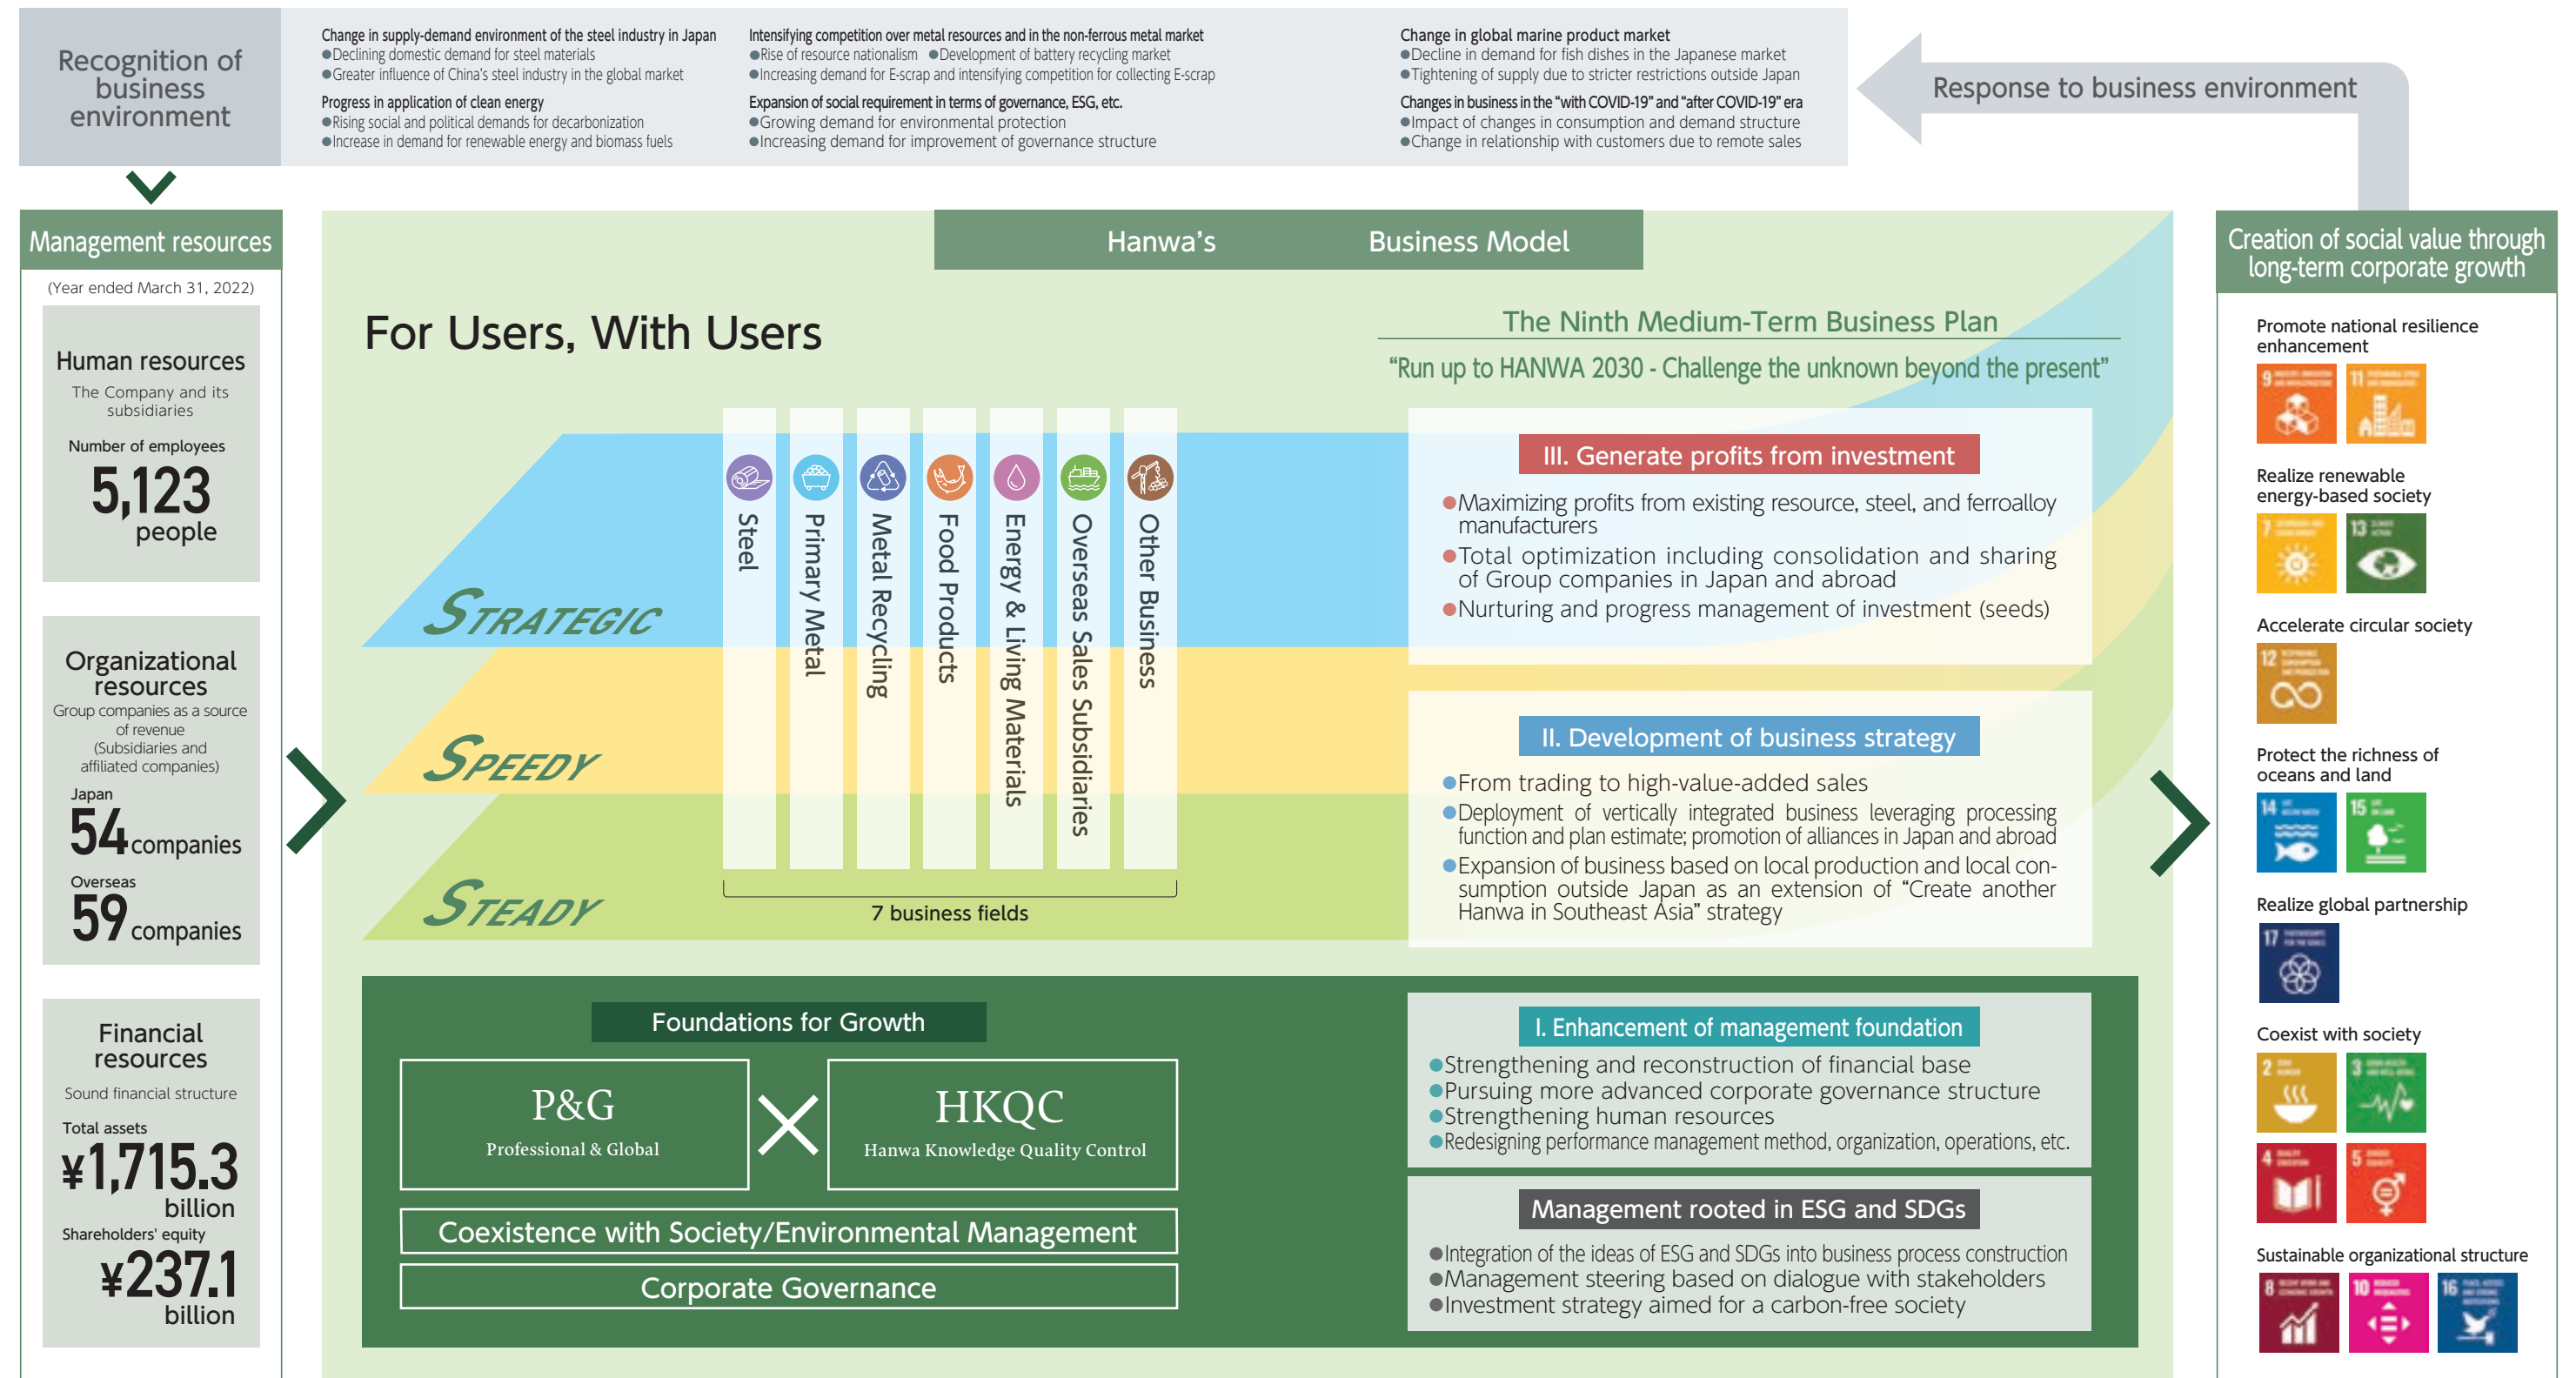 Recognition of
business
environment
Change in supply-demand environment of the steel industry in Japan
●Declining domestic demand for steel materials
●Greater influence of China's steel industry in the global market
Progress in application of clean energy
●Rising social and political demands for decarbonization
●Increase in demand for renewable energy and biomass fuels
Intensifying competition over metal resources and in the non-ferrous metal market
●Rise of resource nationalism ●Development of battery recycling market
●Increasing demand for E-scrap and intensifying competition for collecting E-scrap
Expansion of social requirement in terms of governance, ESG, etc.
●Growing demand for environmental protection
●Increasing demand for improvement of governance structure
Change in global marine product market
●Decline in demand for fish dishes in the Japanese market
●Tightening of supply due to stricter restrictions outside Japan
Changes in business in the “with COVID-19” and “after COVID-19” era
●Impact of changes in consumption and demand structure
●Change in relationship with customers due to remote sales
Response to business environment
Management resources
(Year ended March 31, 2022)
Human resources
The Company and its
subsidiaries
Number of employees
5,123
people
Organizational
resources
Group companies as a source
of revenue
(Subsidiaries and
affiliated companies)
Japan
54 companies
Overseas
59 companies
Financial
resources
Sound financial structure
Total assets
¥1,715.3
billion
Shareholders' equity
¥237.1
billion
Hanwa’s Business Model
For Users, With Users
STRATEGIC
SPEEDY
STEADY
Steel
Primary Metal
Metal Recycling
Food Products
Energy & Living Materials
Overseas Sales Subsidiaries
Other Business
7 business fields
The Ninth Medium-Term Business Plan
“Run up to HANWA 2030 - Challenge the unknown beyond the present”
III. Generate profits from investment
●Maximizing profits from existing resource, steel, and ferroalloy
manufacturers
●Total optimization including consolidation and sharing
of Group companies in Japan and abroad
●Nurturing and progress management of investment (seeds)
II. Development of business strategy
●From trading to high-value-added sales
●Deployment of vertically integrated business leveraging processing
function and plan estimate; promotion of alliances in Japan and abroad
●Expansion of business based on local production and local con-
sumption outside Japan as an extension of “Create another
Hanwa in Southeast Asia” strategy
Foundations for Growth
P&G
Professional & Global
HKQC
Hanwa Knowledge Quality Control
Coexistence with Society/Environmental Management
Corporate Governance
I. Enhancement of management foundation
●Strengthening and reconstruction of financial base
●Pursuing more advanced corporate governance structure
●Strengthening human resources
●Redesigning performance management method, organization, operations, etc.
Management rooted in ESG and SDGs
●Integration of the ideas of ESG and SDGs into business process construction
●Management steering based on dialogue with stakeholders
●Investment strategy aimed for a carbon-free society
Creation of social value through
long-term corporate growth
Promote national resilience
enhancement
9
11
Realize renewable
energy-based society
7
13
Accelerate circular society
12
Protect the richness of
oceans and land
14
15
Realize global partnership
17
Coexist with society
2
3
4
5
Sustainable organizational structure
8
10
16